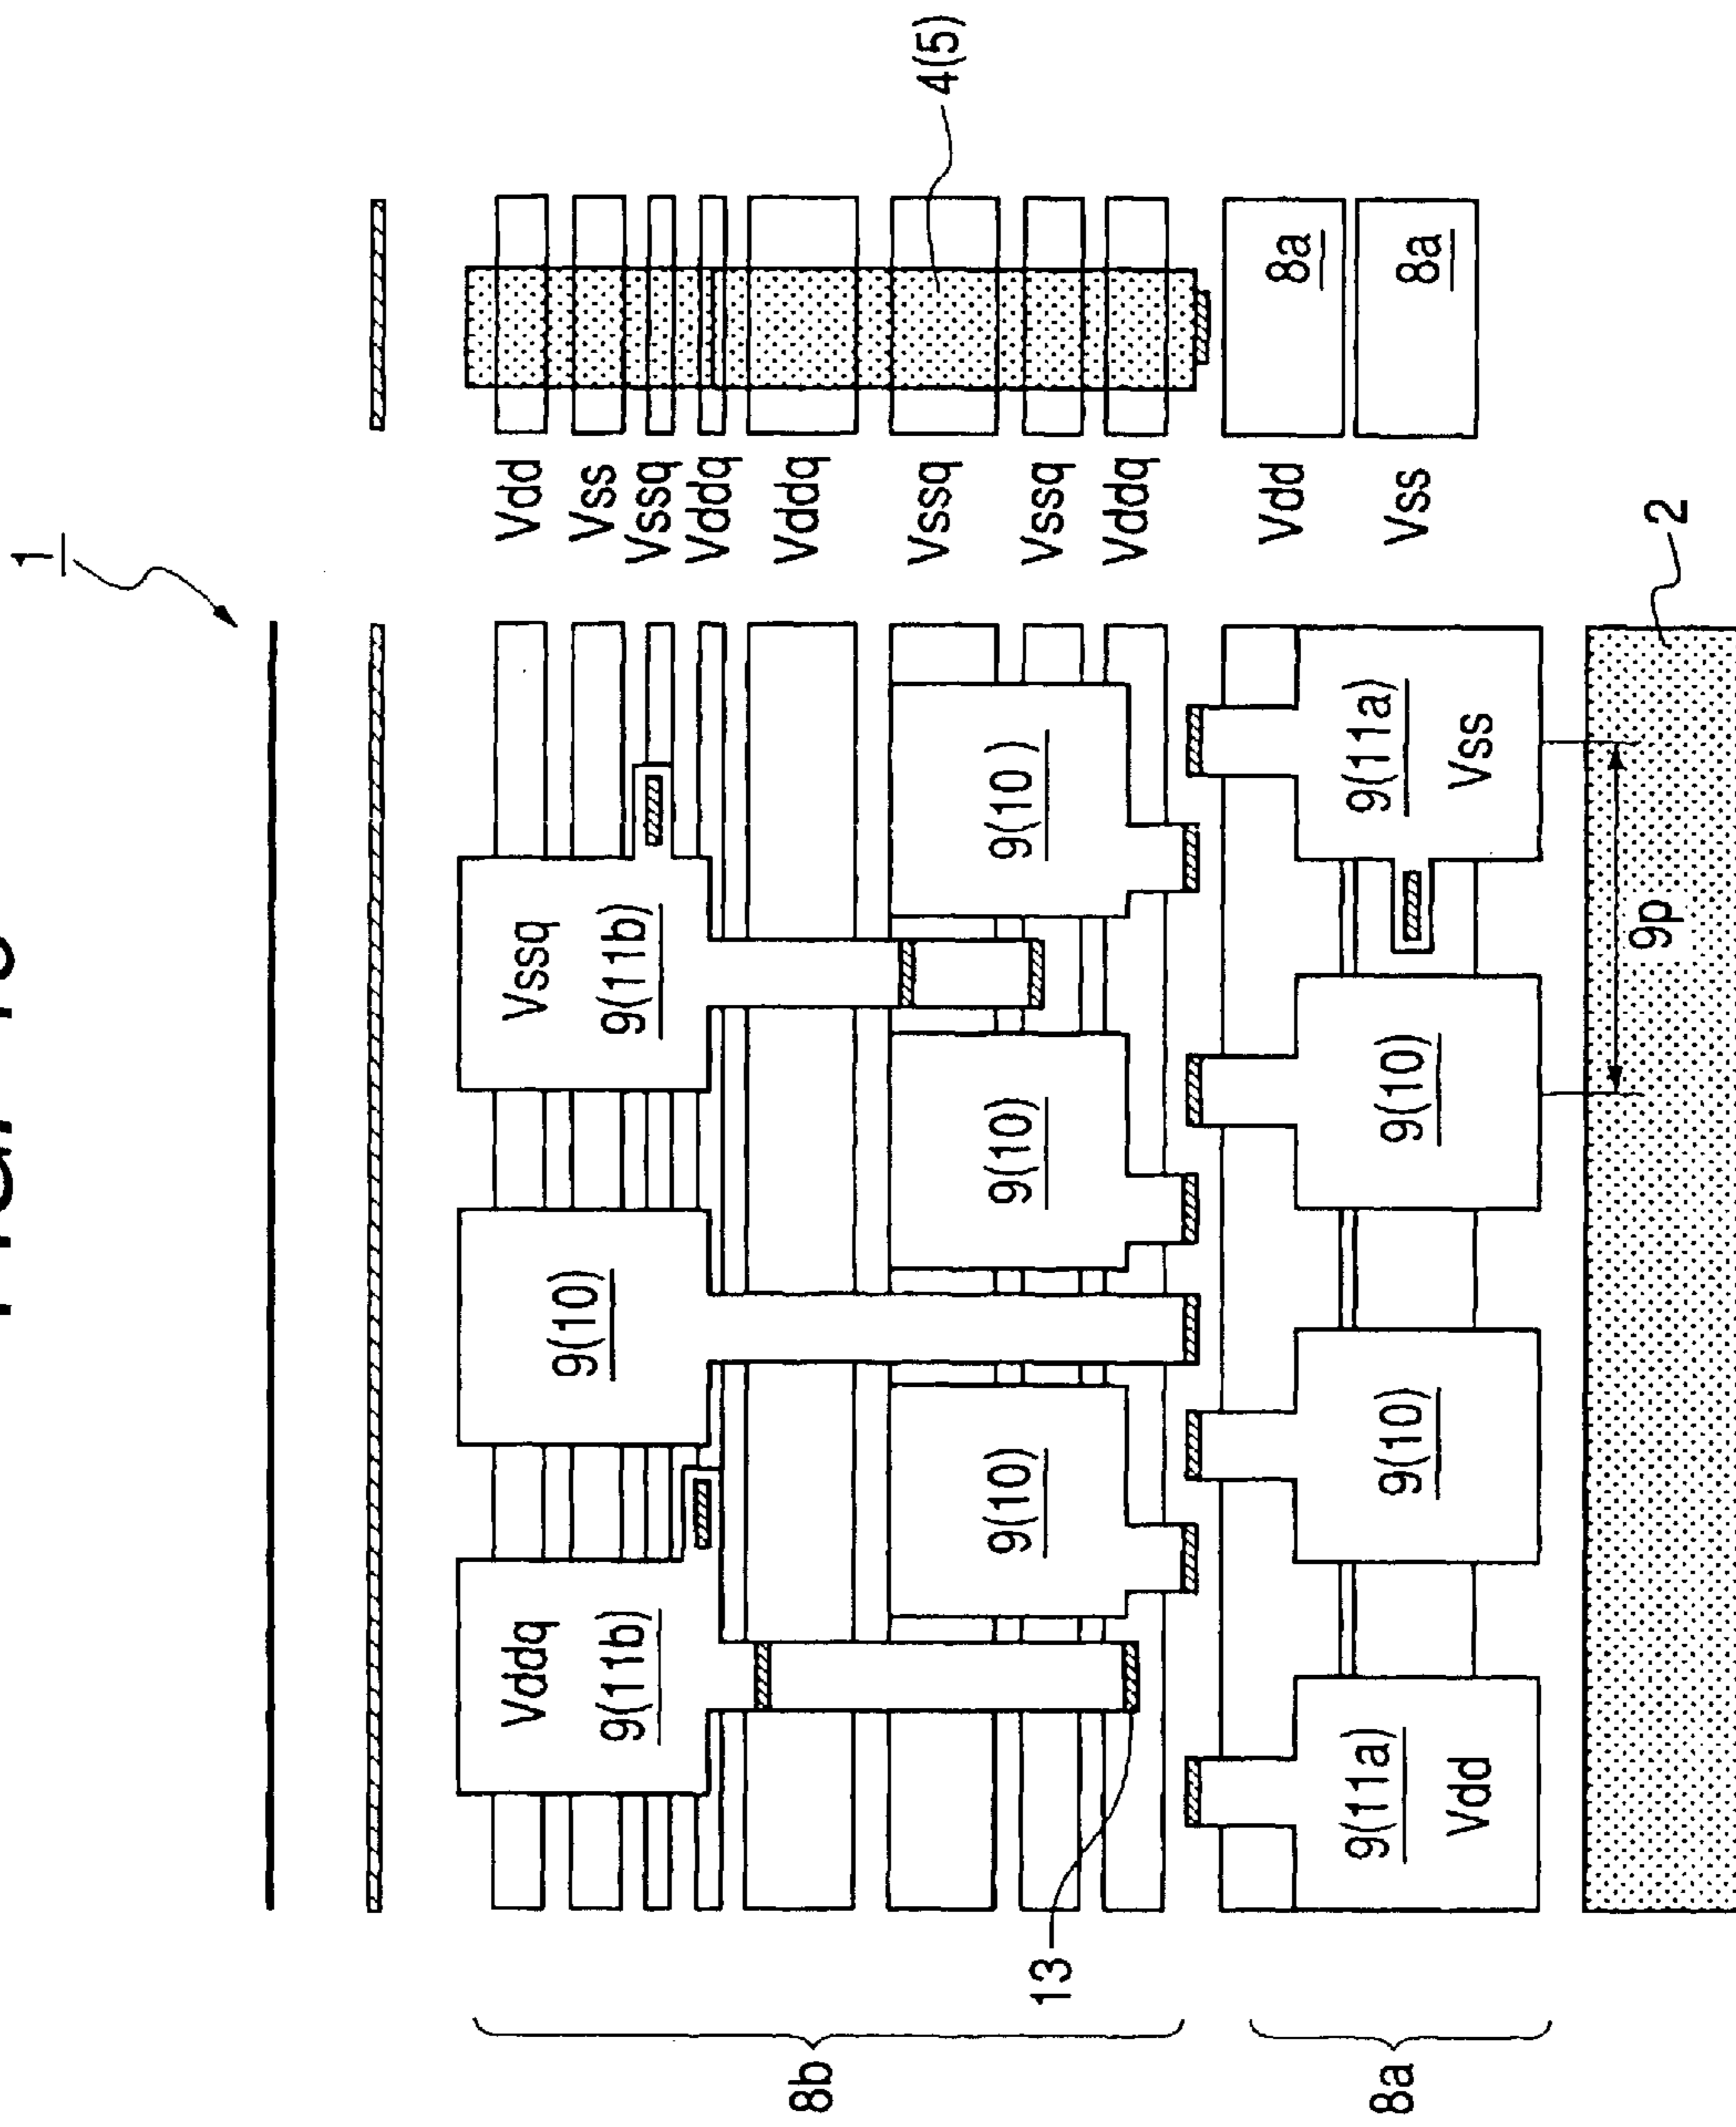 1
Vddq
9(11b)
9(10)
Vssq
9(11b)
Vdd
Vss
Vssq
Vddq
Vddq
8b
4(5)
9(10)
9(10)
9(10)
Vssq
13
Vssq
Vddq
Vdd
8a
Vss
8a
8a
9(11a)
Vdd
9(10)
9(10)
9(11a)
Vss
9p
2